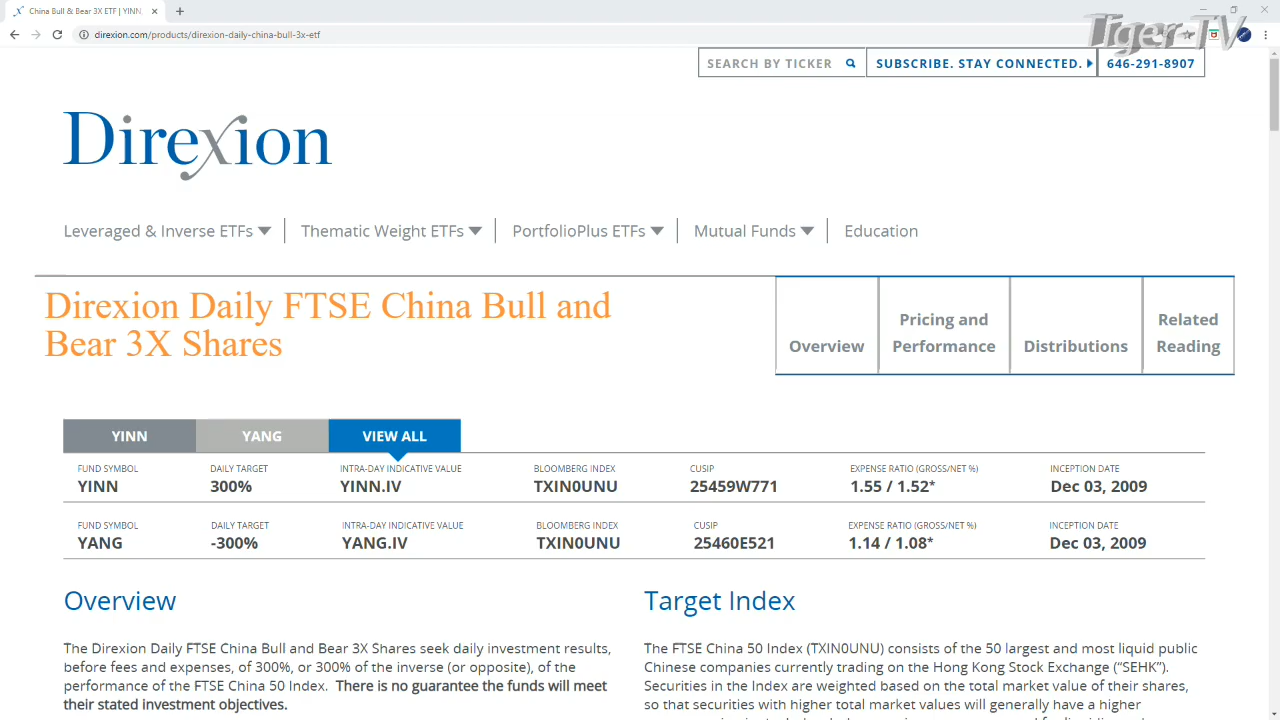 China Bull & Bear 3X ETF | YINN,
direxion.com/products/direxion-daily-china-bull-3x-etf
Tiger-TV
SEARCH BY TICKER
SUBSCRIBE. STAY CONNECTED.
646-291-8907
Direxion
Leveraged & Inverse ETFs
Thematic Weight ETFs
PortfolioPlus ETFs
Mutual Funds
Education
Direxion Daily FTSE China Bull and
Bear 3X Shares
Overview
Pricing and
Performance
Distributions
Related
Reading
YINN YANG VIEW ALL
FUND SYMBOL DAILY TARGET INTRA-DAY INDICATIVE VALUE BLOOMBERG INDEX CUSIP EXPENSE RATIO (GROSS/NET %) INCEPTION DATE
YINN 300% YINN.IV TXIN0UNU 25459W771 1.55 / 1.52* Dec 03, 2009
FUND SYMBOL DAILY TARGET INTRA-DAY INDICATIVE VALUE BLOOMBERG INDEX CUSIP EXPENSE RATIO (GROSS/NET %) INCEPTION DATE
YANG -300% YANG.IV TXIN0UNU 25460E521 1.14 / 1.08* Dec 03, 2009
Overview
The Direxion Daily FTSE China Bull and Bear 3X Shares seek daily investment results,
before fees and expenses, of 300%, or 300% of the inverse (or opposite), of the
performance of the FTSE China 50 Index. There is no guarantee the funds will meet
their stated investment objectives.
Target Index
The FTSE China 50 Index (TXIN0UNU) consists of the 50 largest and most liquid public
Chinese companies currently trading on the Hong Kong Stock Exchange (“SEHK”).
Securities in the Index are weighted based on the total market value of their shares,
so that securities with higher total market values will generally have a higher